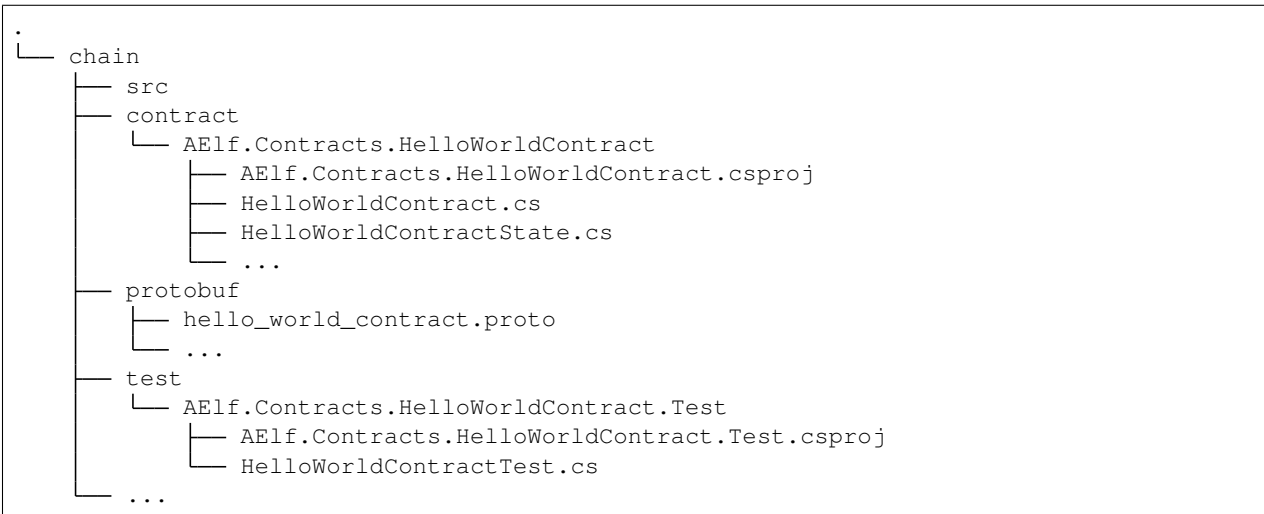 .
└── chain
    ├── src
    ├── contract
    │   └── AElf.Contracts.HelloWorldContract
    │       ├── AElf.Contracts.HelloWorldContract.csproj
    │       ├── HelloWorldContract.cs
    │       ├── HelloWorldContractState.cs
    │       └── ...
    ├── protobuf
    │   ├── hello_world_contract.proto
    │   └── ...
    ├── test
    │   └── AElf.Contracts.HelloWorldContract.Test
    │       ├── AElf.Contracts.HelloWorldContract.Test.csproj
    │       └── HelloWorldContractTest.cs
    └── ...